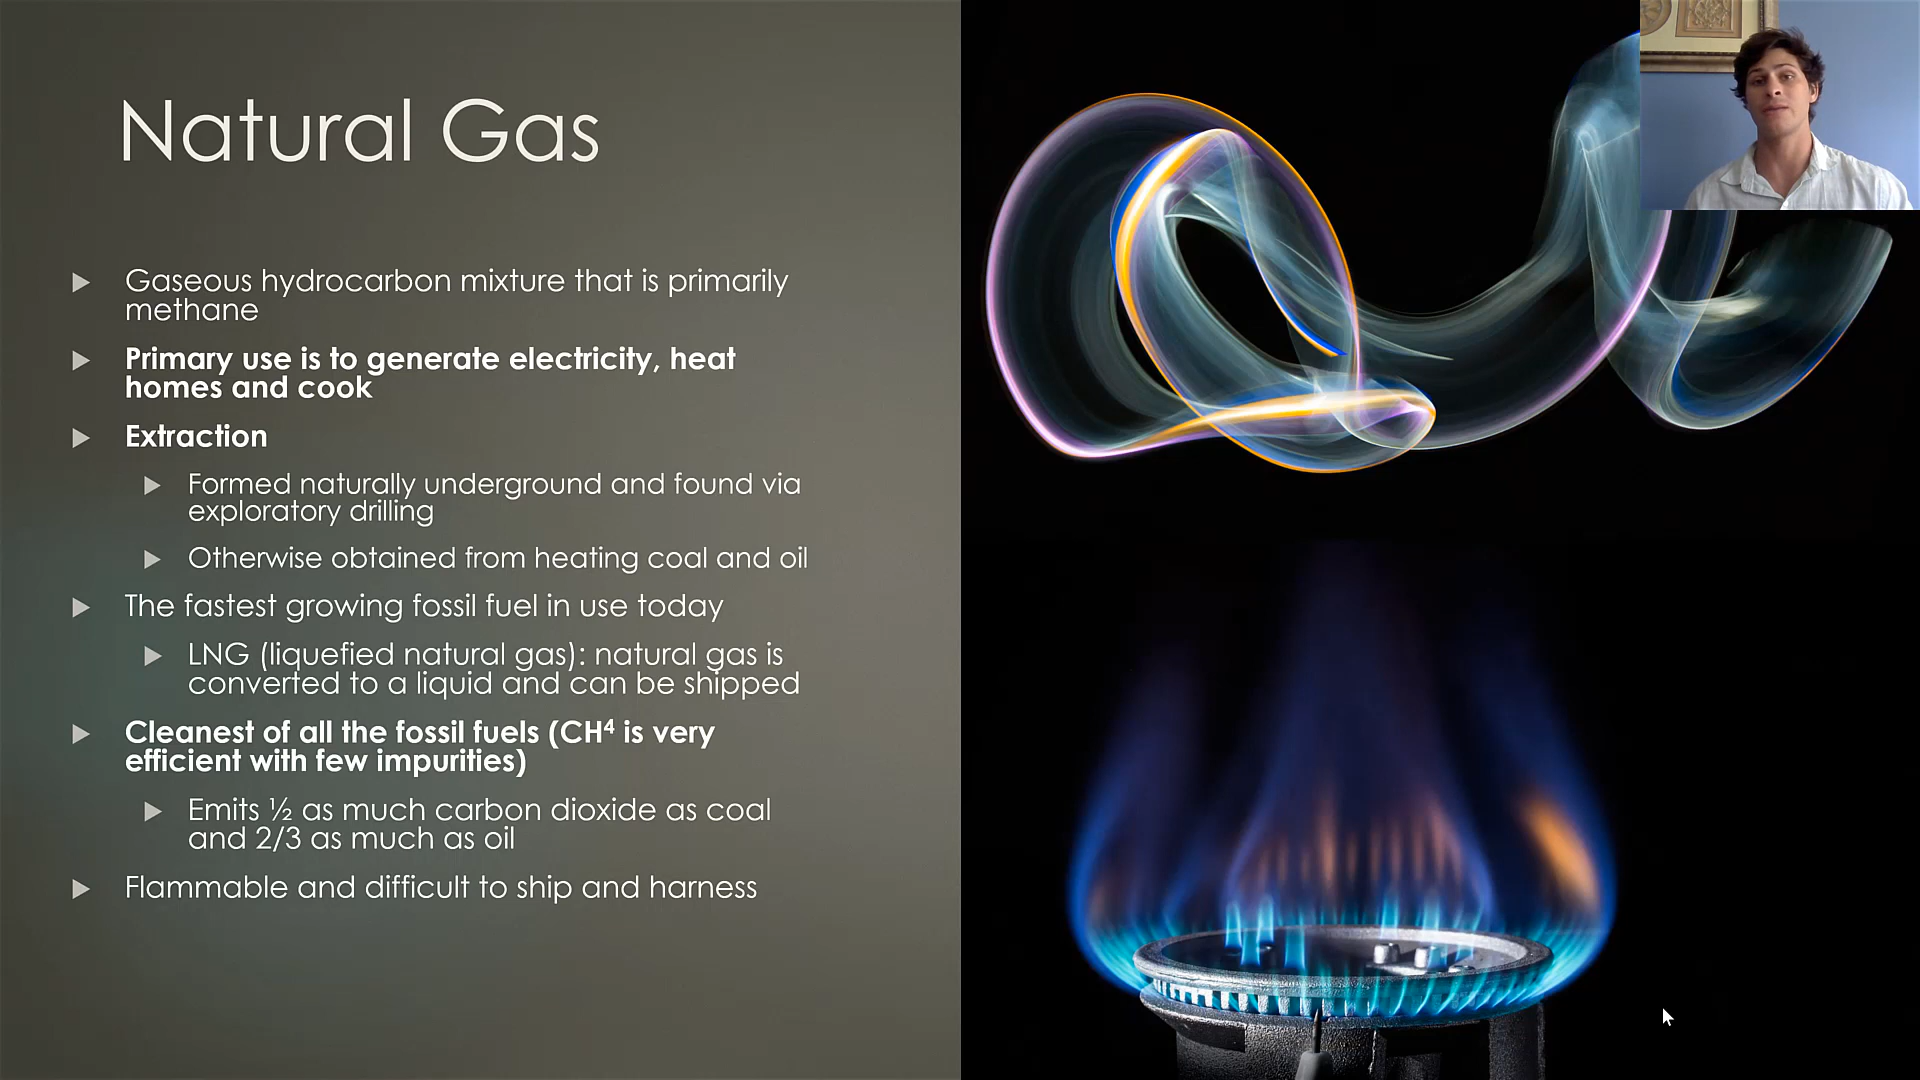 Natural Gas
Gaseous hydrocarbon mixture that is primarily
methane
Primary use is to generate electricity, heat
homes and cook
Extraction
Formed naturally underground and found via
exploratory drilling
Otherwise obtained from heating coal and oil
The fastest growing fossil fuel in use today
LNG (liquefied natural gas): natural gas is
converted to a liquid and can be shipped
Cleanest of all the fossil fuels (CH⁴ is very
efficient with few impurities)
Emits ½ as much carbon dioxide as coal
and 2/3 as much as oil
Flammable and difficult to ship and harness